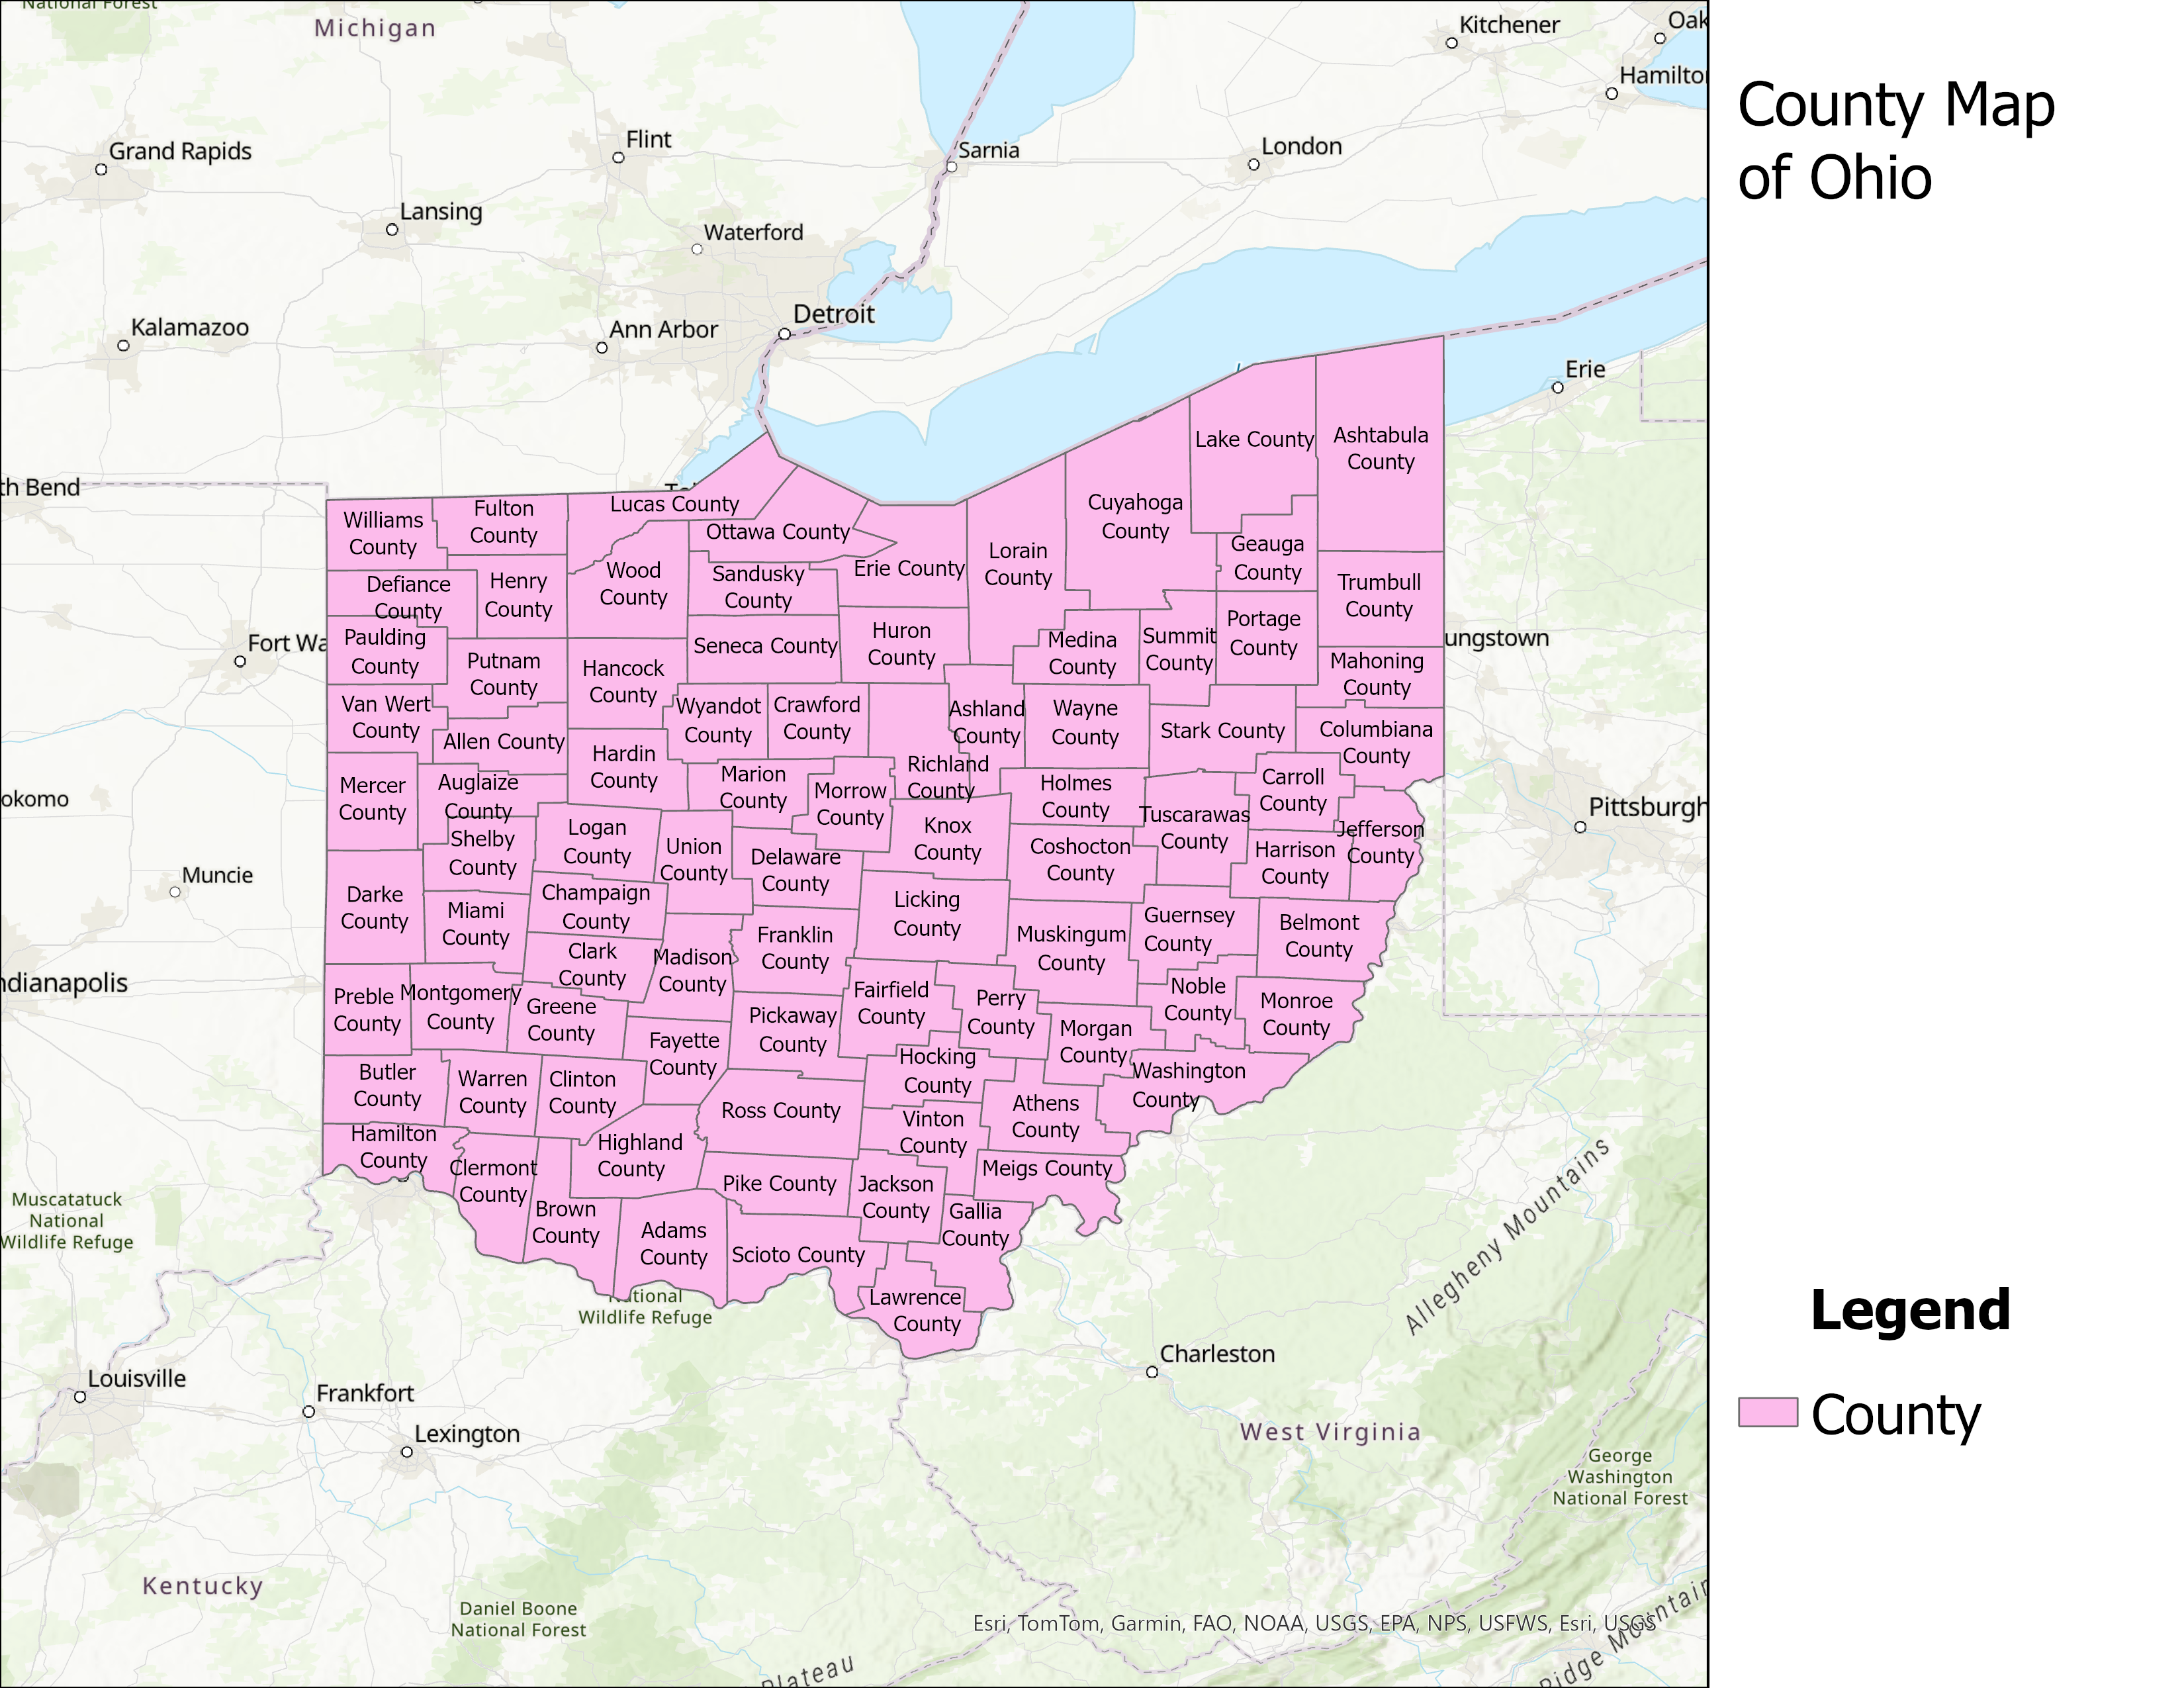 National Forest
Michigan
Kitchener
Oak
Hamilto
County Map
of Ohio
Grand Rapids
Flint
Sarnia
London
Lansing
Waterford
Detroit
Kalamazoo
Ann Arbor
Erie
Lake County
Ashtabula
County
th Bend
Williams
County
Fulton
County
Lucas County
Ottawa County
Cuyahoga
County
Lorain
County
Geauga
County
Erie County
Sandusky
County
Wood
County
Henry
County
Defiance
County
Trumbull
County
Fort Wa
Paulding
County
Putnam
County
Hancock
County
Seneca County
Huron
County
Medina
County
Summit
County
Portage
County
ungstown
Mahoning
County
Van Wert
County
Allen County
Wyandot
County
Crawford
County
Ashland
County
Wayne
County
Stark County
Columbiana
County
okomo
Mercer
County
Auglaize
County
Hardin
County
Marion
County
Morrow
County
Richland
County
Holmes
County
Carroll
County
Tuscarawas
County
Jefferson
County
Pittsburgh
Shelby
County
Logan
County
Union
County
Delaware
County
Knox
County
Coshocton
County
Harrison
County
Muncie
Darke
County
Miami
County
Champaign
County
Licking
County
Guernsey
County
Belmont
County
Clark
County
Madison
County
Franklin
County
Muskingum
County
ndianapolis
Preble
County
Montgomery
County
Greene
County
Pickaway
County
Fairfield
County
Perry
County
Noble
County
Monroe
County
Fayette
County
Morgan
County
Hocking
County
Washington
County
Butler
County
Warren
County
Clinton
County
Ross County
Vinton
County
Athens
County
Hamilton
County
Highland
County
Clermont
County
Meigs County
Pike County
Jackson
County
Gallia
County
Brown
County
Adams
County
Scioto County
Lawrence
County
Muscatatuck
National
Wildlife Refuge
National
Wildlife Refuge
Allegheny Mountains
Legend
County
Charleston
Louisville
Frankfort
Lexington
West Virginia
George
Washington
National Forest
Kentucky
Daniel Boone
National Forest
Esri, TomTom, Garmin, FAO, NOAA, USGS, EPA, NPS, USFWS, Esri, USGS
Plateau
Ridge Mountain